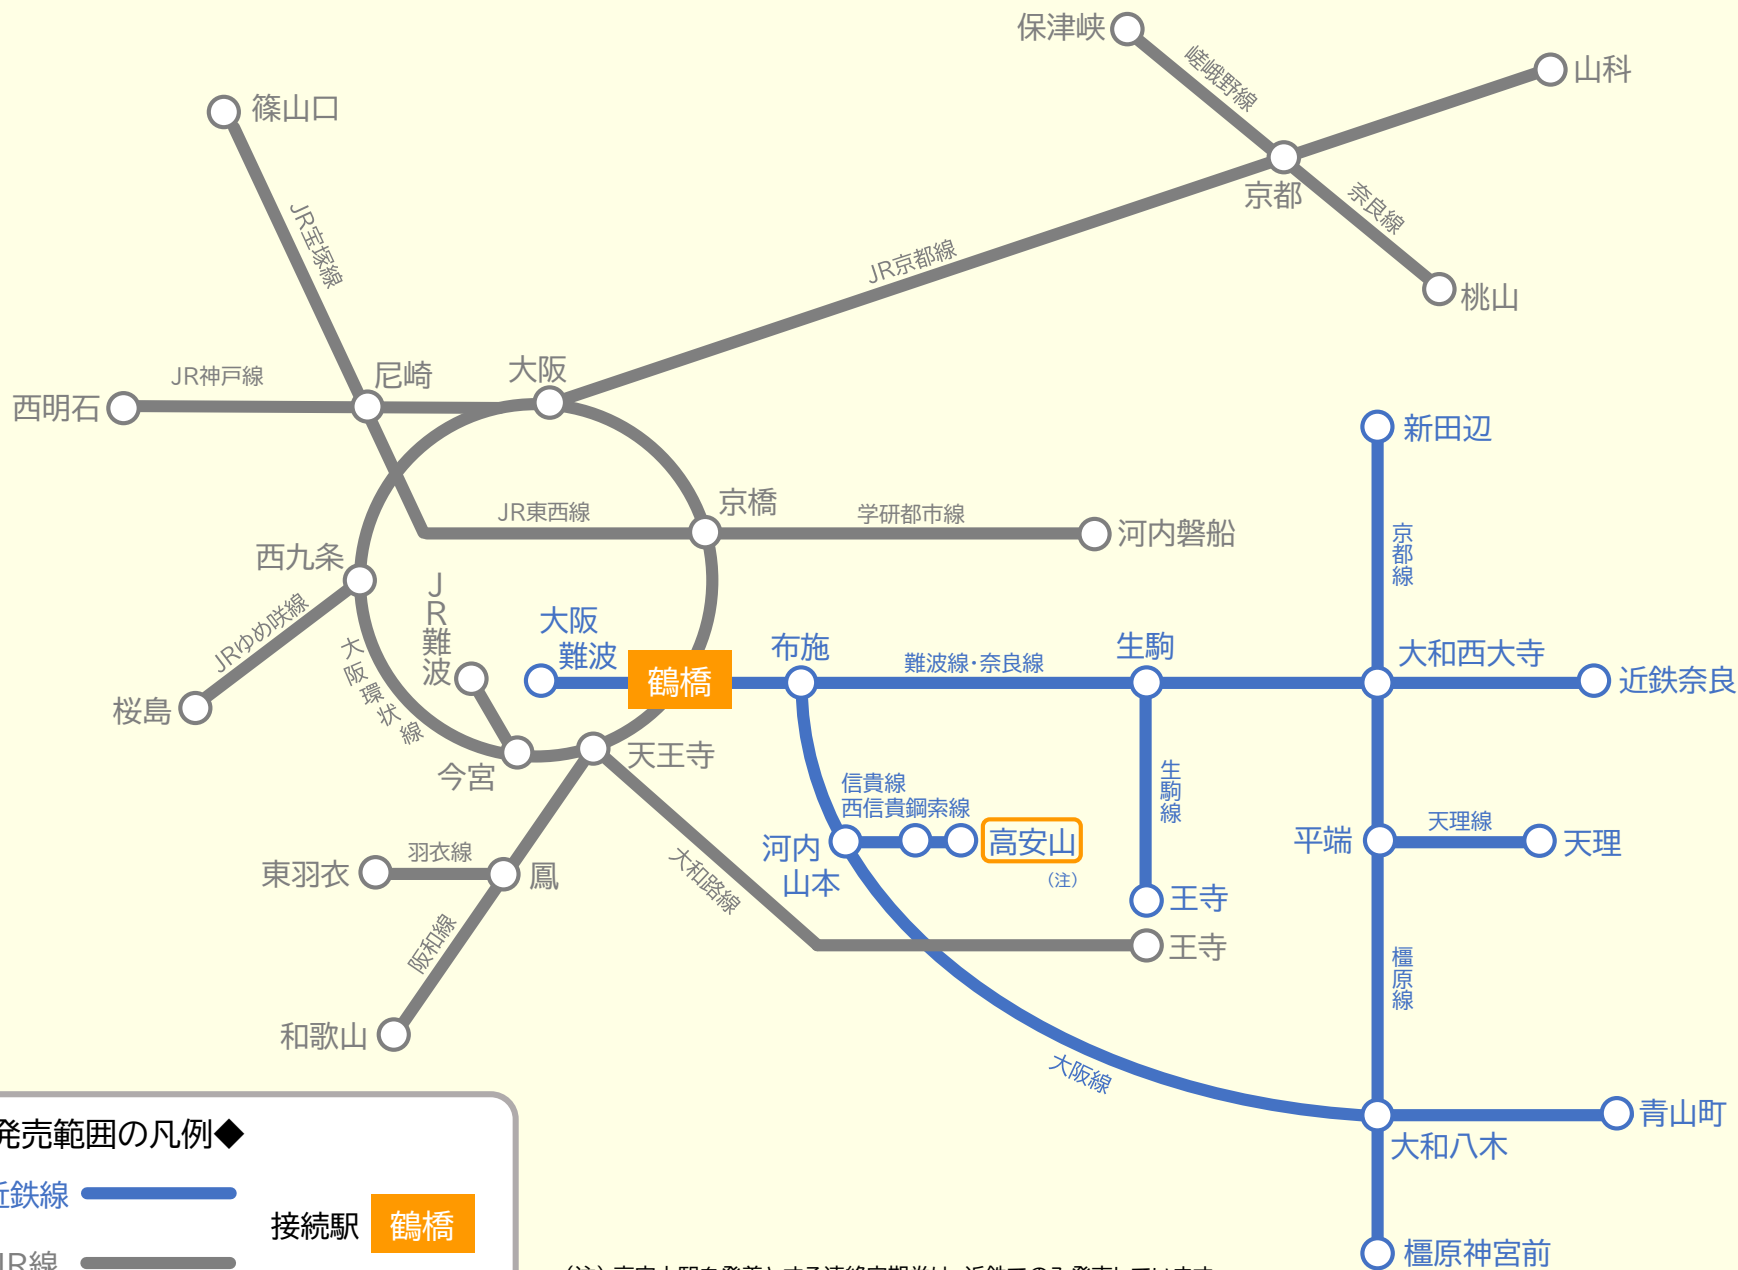 保津峡
嵯峨野線
山科
篠山口
京都
奈良線
JR宝塚線
JR京都線
桃山
大阪
尼崎
JR神戸線
西明石
新田辺
京橋
JR東西線
学研都市線
河内磐船
京都線
西九条
JR難波
JRゆめ咲線
大阪環状線
大阪
難波
鶴橋
布施
難波線・奈良線
生駒
大和西大寺
近鉄奈良
桜島
今宮
天王寺
信貴線
西信貴鋼索線
生駒線
高安山
(注)
河内
山本
平端
天理線
天理
東羽衣
羽衣線
鳳
大和路線
王寺
王寺
阪和線
橿原線
和歌山
大阪線
青山町
大和八木
発売範囲の凡例◆
近鉄線
接続駅
鶴橋
JR線
橿原神宮前